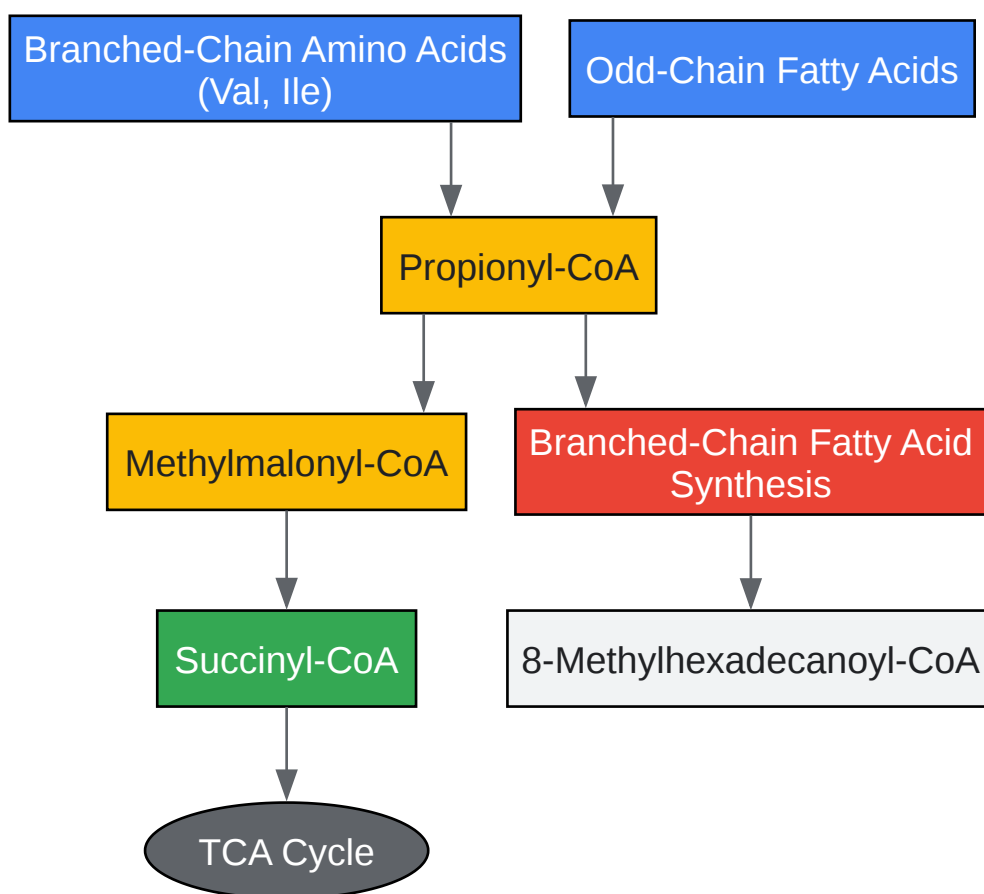 Branched-Chain Amino Acids
(Val, Ile)
Odd-Chain Fatty Acids
Propionyl-CoA
Methylmalonyl-CoA
Branched-Chain Fatty Acid
Synthesis
Succinyl-CoA
8-Methylhexadecanoyl-CoA
TCA Cycle